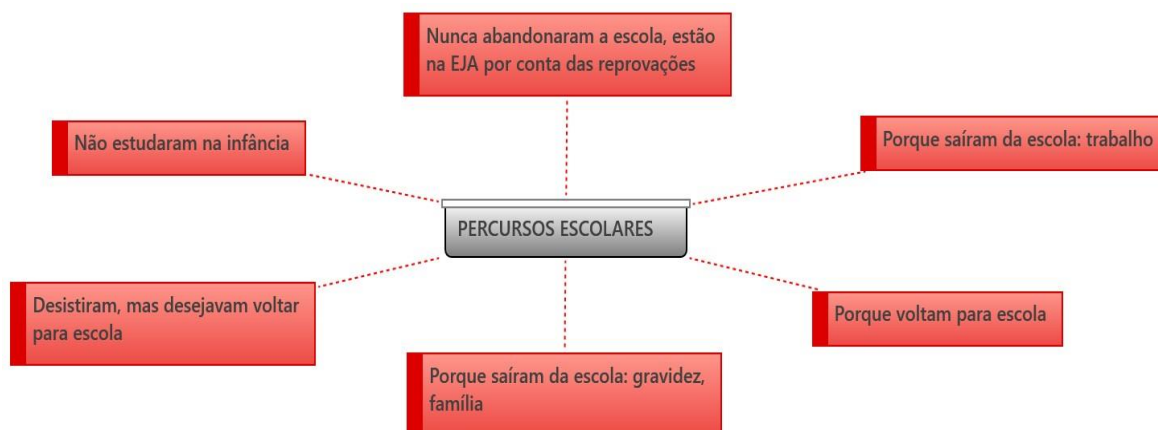 Nunca abandonaram a escola, estão
na EJA por conta das reprovações
Não estudaram na infância
Porque saíram da escola: trabalho
PERCURSOS ESCOLARES
Desistiram, mas desejavam voltar
para escola
Porque voltam para escola
Porque saíram da escola: gravidez,
família